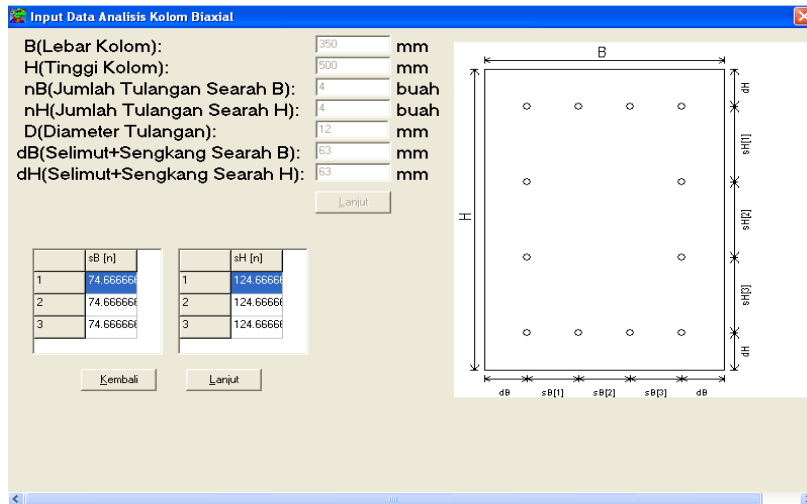 Input Data Analisis Kolom Biaxial
B(Lebar Kolom): 350 mm
H(Tinggi Kolom): 500 mm
nB(Jumlah Tulangan Searah B): 4 buah
nH(Jumlah Tulangan Searah H): 4 buah
D(Diameter Tulangan): 12 mm
dB(Selimut+Sengkang Searah B): 63 mm
dH(Selimut+Sengkang Searah H): 63 mm
Lanjut
sB [n]
1 74.666666
2 74.666666
3 74.666666
sH [n]
1 124.66666
2 124.66666
3 124.66666
Kembali
Lanjut
B
H
dH
sH[1]
sH[2]
sH[3]
dH
dB sB[1] sB[2] sB[3] dB